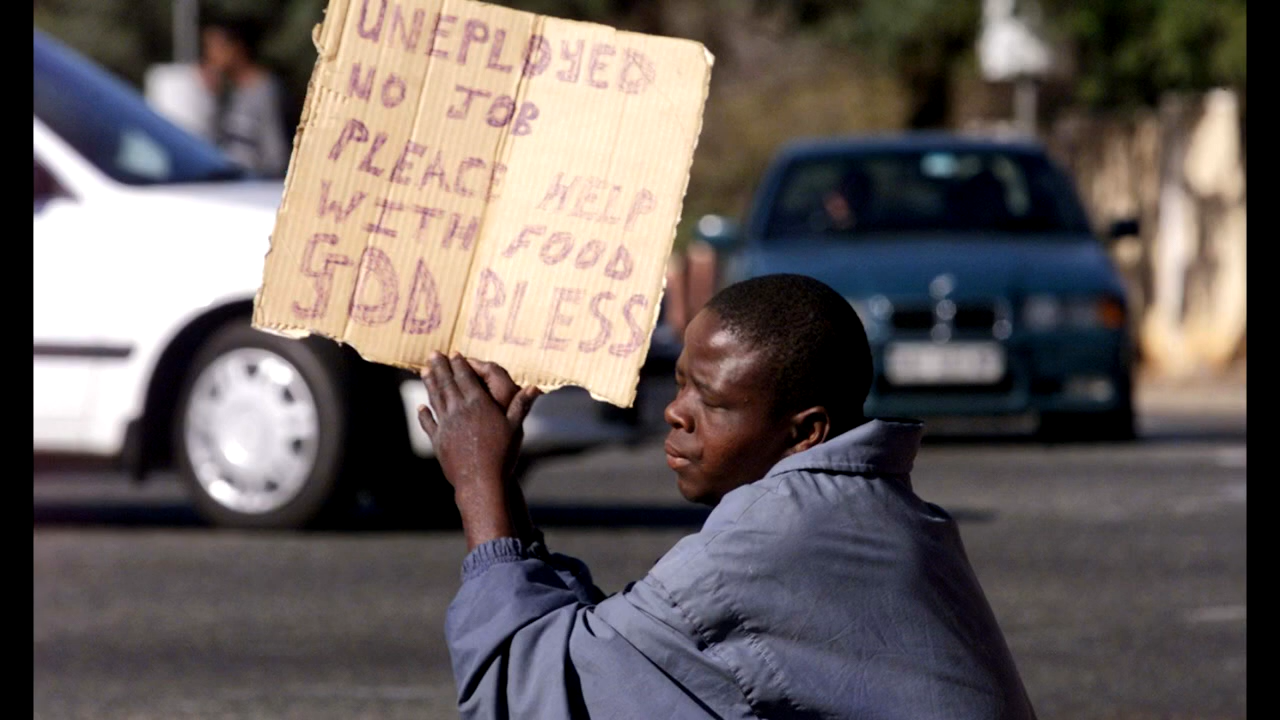 UNEPLOYED
NO JOB
PLEACE HELP
WITH FOOD
GOD BLESS